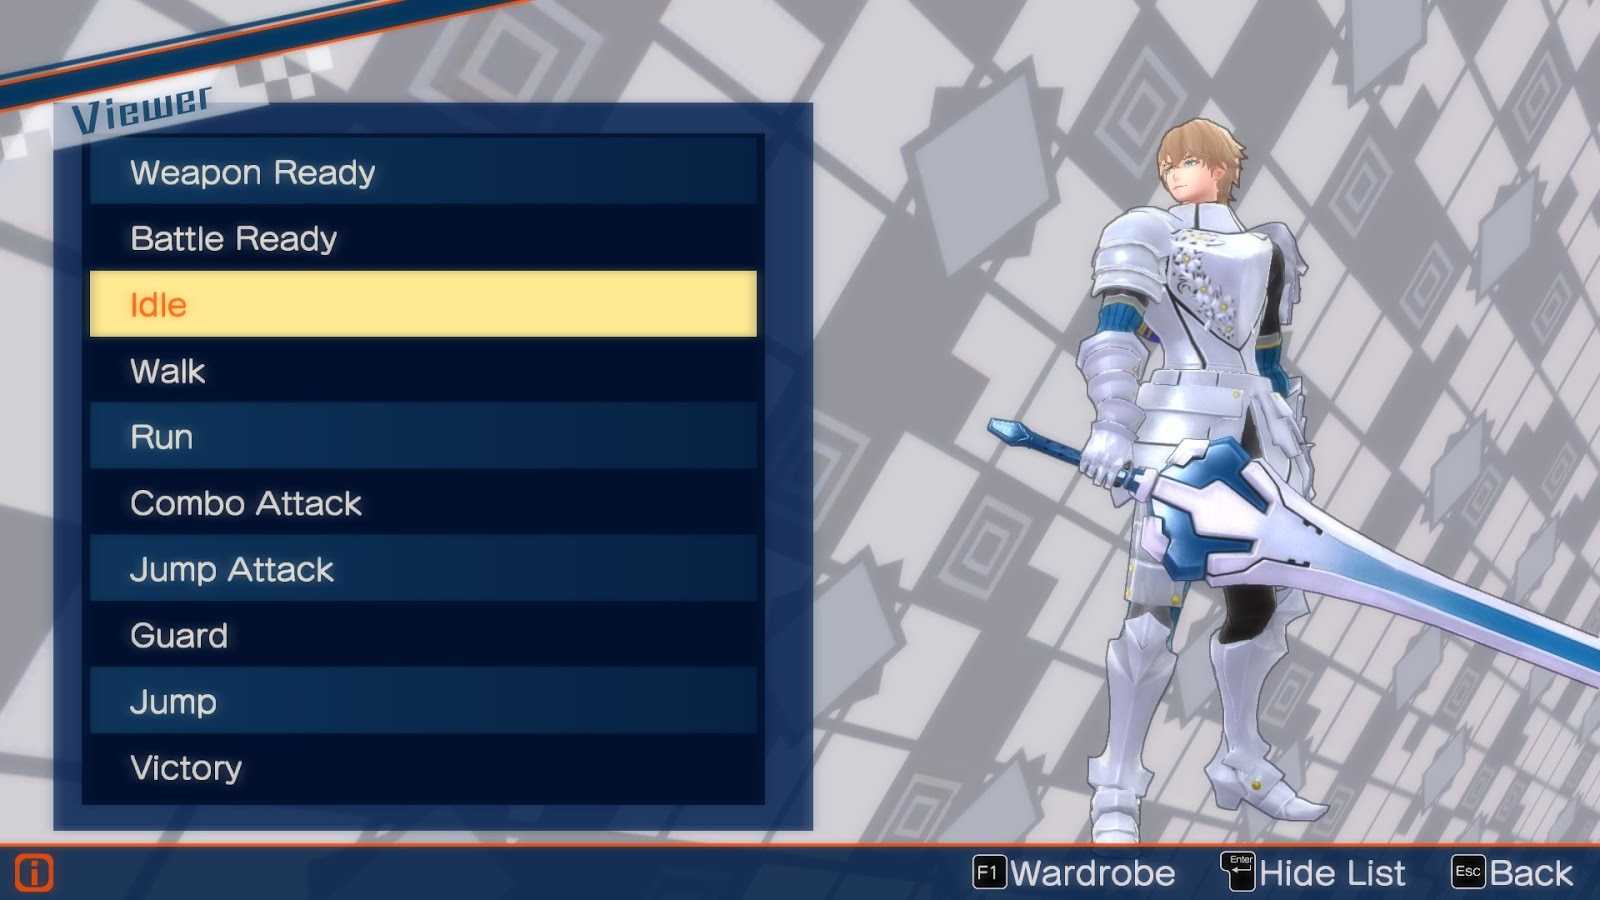 Viewer
Weapon Ready
Battle Ready
Idle
Walk
Run
Combo Attack
Jump Attack
Guard
Jump
Victory
i
F1 Wardrobe Enter Hide List Esc Back